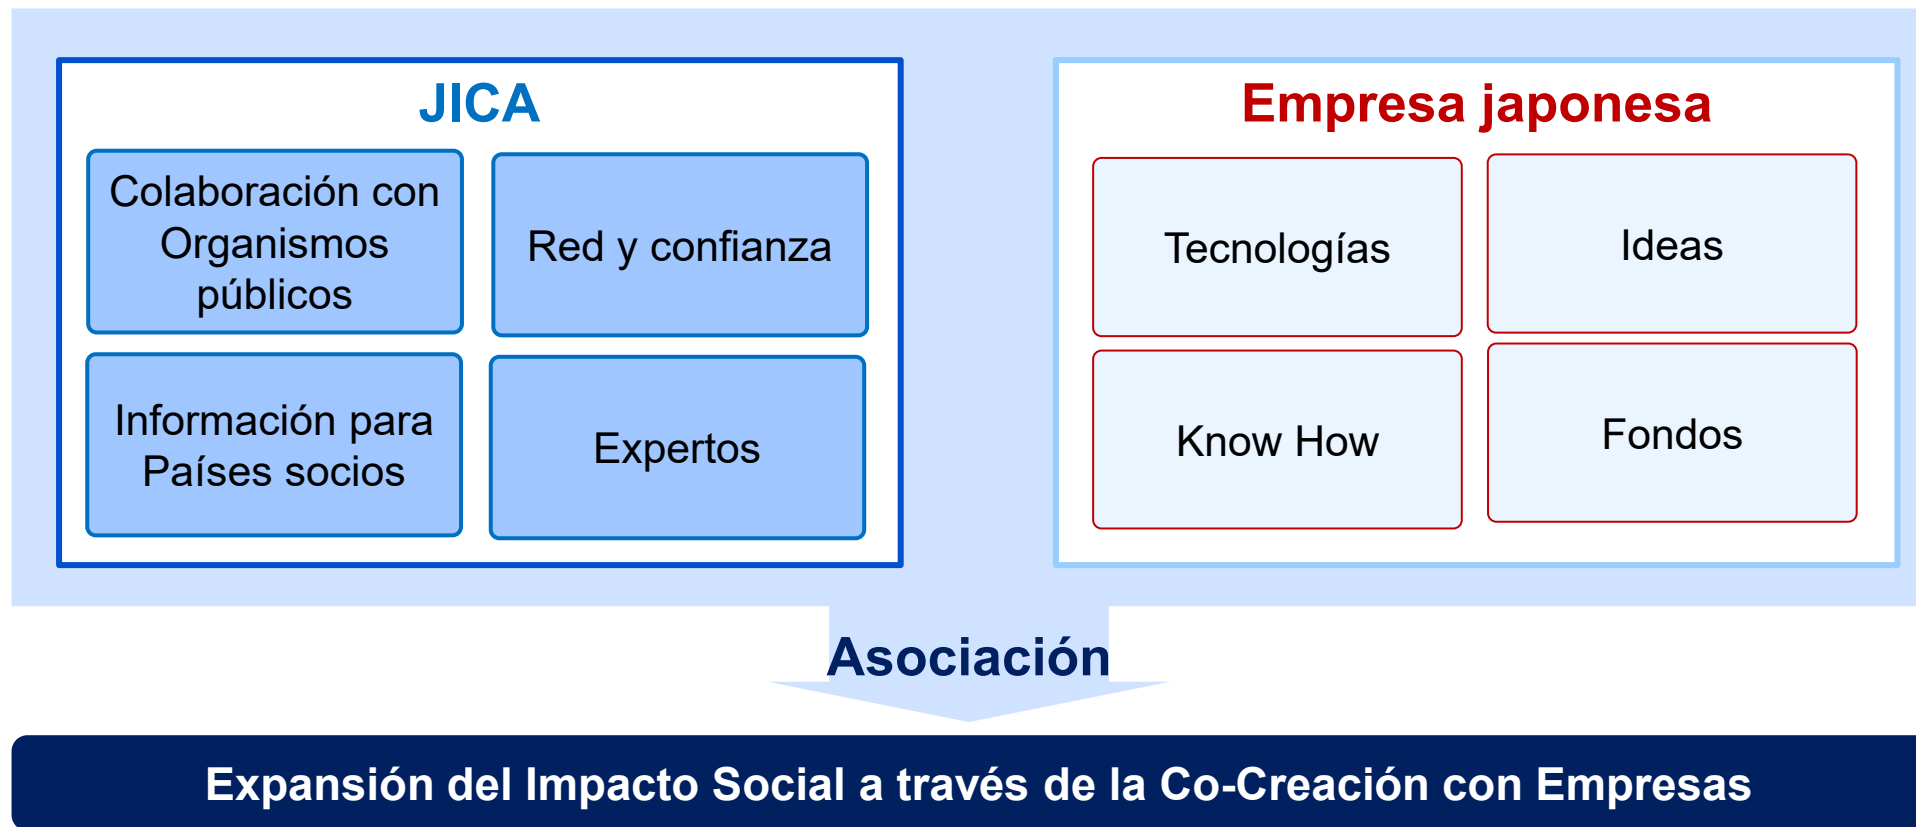 JICA
Colaboración con
Organismos
públicos
Red y confianza
Información para
Países socios
Expertos
Empresa japonesa
Tecnologías
Ideas
Know How
Fondos
Asociación
Expansión del Impacto Social a través de la Co-Creación con Empresas